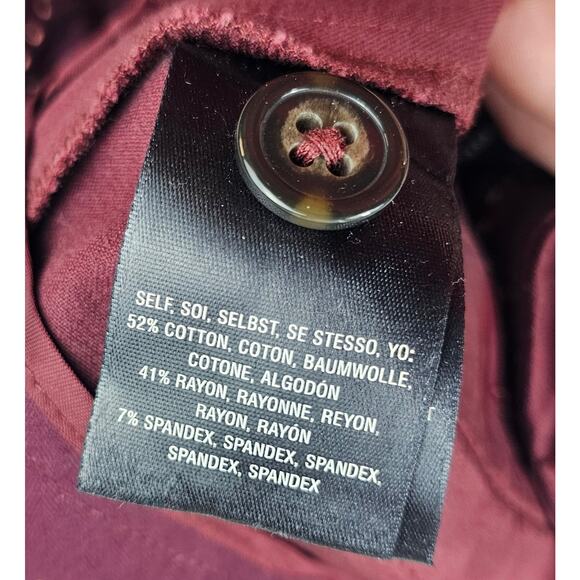 SELF, SOI, SELBST, SE STESSO, YO:
52% COTTON, COTON, BAUMWOLLE,
COTONE, ALGODÓN
41% RAYON, RAYONNE, REYON,
RAYON, RAYÓN
7% SPANDEX, SPANDEX, SPANDEX,
SPANDEX, SPANDEX